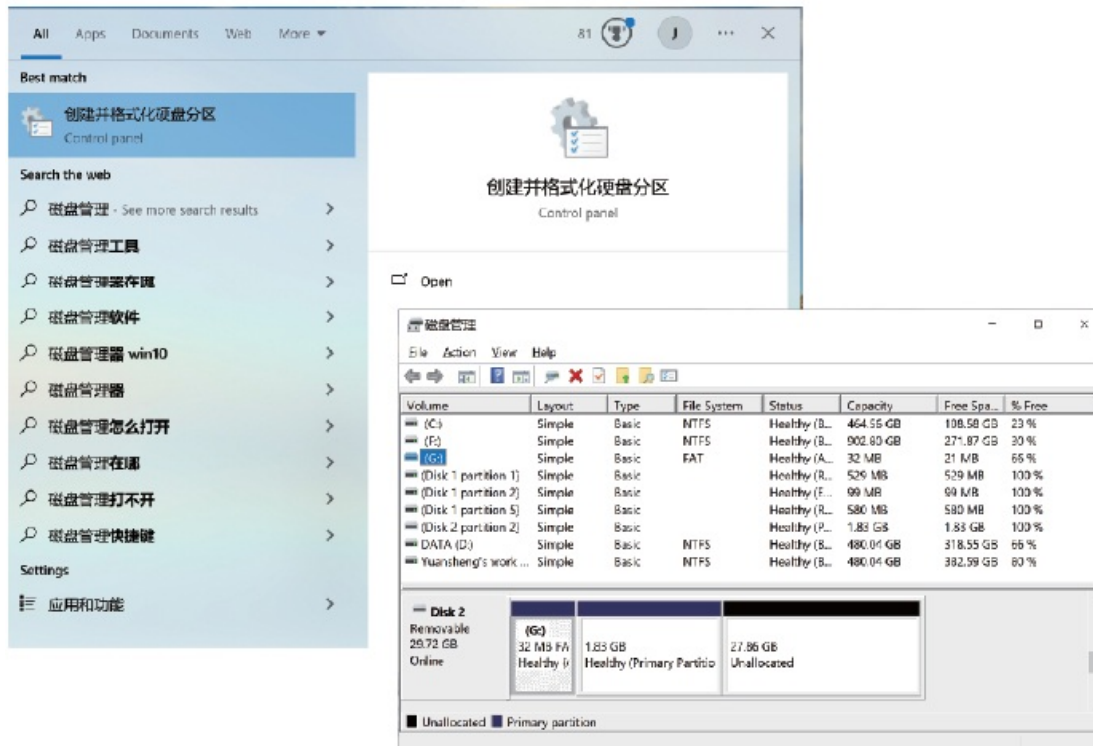 All Apps Documents Web More 81 J ...
Best match
创建并格式化硬盘分区
Control panel
Search the web
磁盘管理 - See more search results
磁盘管理工具
磁盘管理器在哪
磁盘管理软件
磁盘管理器 win10
磁盘管理器
磁盘管理怎么打开
磁盘管理在哪
磁盘管理打不开
磁盘管理快捷键
Settings
应用和功能
创建并格式化硬盘分区
Control panel
Open
磁盘管理
File Action View Help
Volume Layout Type File System Status Capacity Free Spa... % Free
(C:) Simple Basic NTFS Healthy (B... 464.56 GB 108.58 GB 23 %
(F:) Simple Basic NTFS Healthy (B... 902.80 GB 271.87 GB 30 %
(G:) Simple Basic FAT Healthy (A... 32 MB 21 MB 66 %
(Disk 1 partition 1) Simple Basic Healthy (R... 529 MB 529 MB 100 %
(Disk 1 partition 2) Simple Basic Healthy (E... 99 MB 99 MB 100 %
(Disk 1 partition 5) Simple Basic Healthy (R... 580 MB 580 MB 100 %
(Disk 2 partition 2) Simple Basic Healthy (P... 1.83 GB 1.83 GB 100 %
DATA (D:) Simple Basic NTFS Healthy (B... 480.04 GB 318.55 GB 66 %
Yuansheng's work ... Simple Basic NTFS Healthy (B... 480.04 GB 382.59 GB 80 %
Disk 2
Removable
29.72 GB
Online
(G:)
32 MB FA
Healthy (
1.83 GB
Healthy (Primary Partitio
27.86 GB
Unallocated
Unallocated Primary partition